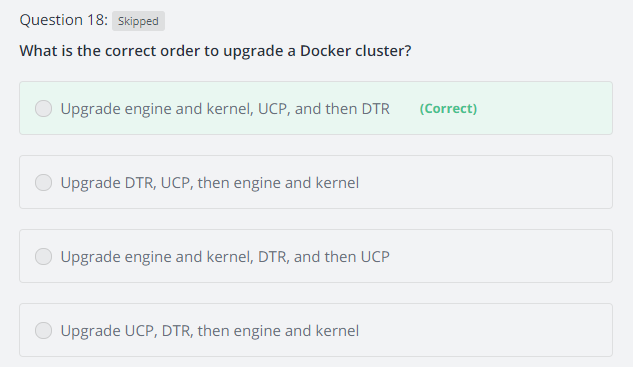 Question 18: Skipped
What is the correct order to upgrade a Docker cluster?
Upgrade engine and kernel, UCP, and then DTR (Correct)
Upgrade DTR, UCP, then engine and kernel
Upgrade engine and kernel, DTR, and then UCP
Upgrade UCP, DTR, then engine and kernel